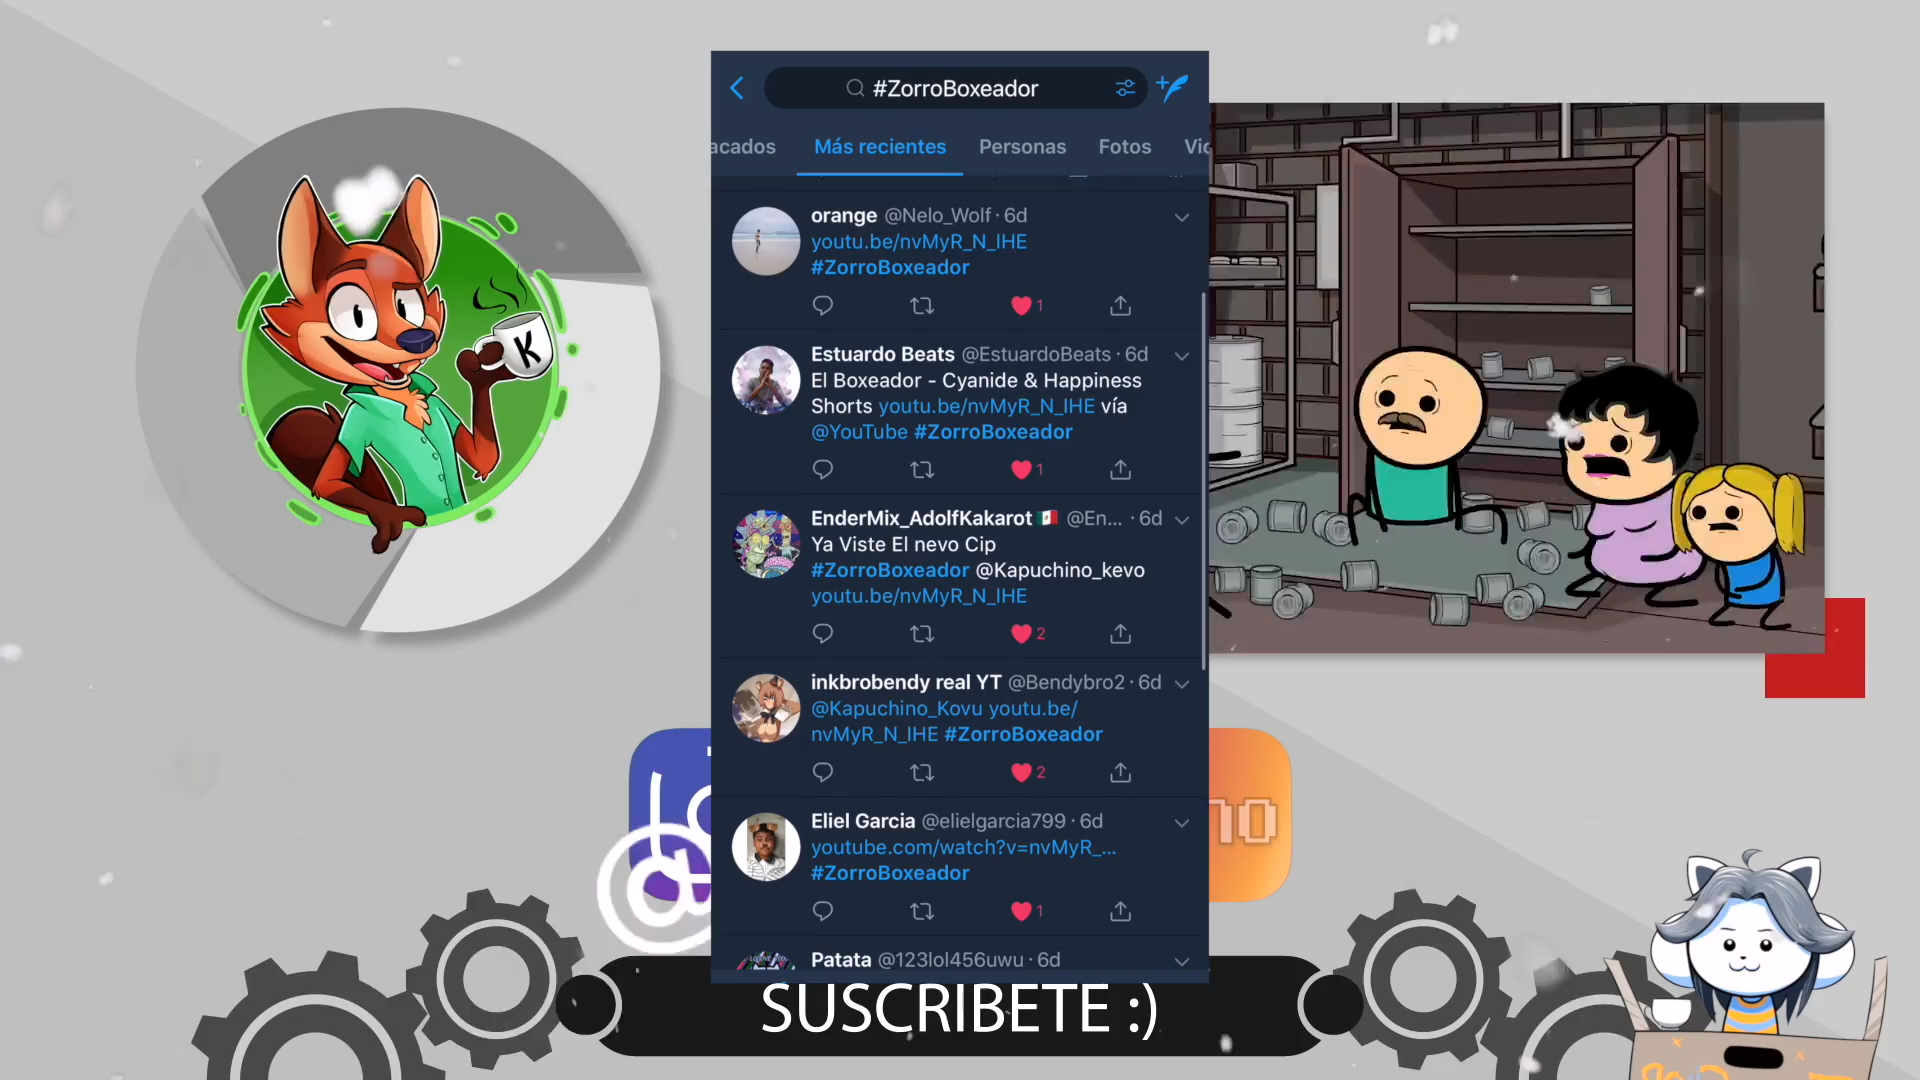 #ZorroBoxeador
acados Más recientes Personas Fotos Vid
orange @Nelo_Wolf · 6d
youtu.be/nvMyR_N_IHE
#ZorroBoxeador
1
Estuardo Beats @EstuardoBeats · 6d
El Boxeador - Cyanide & Happiness
Shorts youtu.be/nvMyR_N_IHE vía
@YouTube #ZorroBoxeador
1
EnderMix_AdolfKakarot @En... · 6d
Ya Viste El nevo Cip
#ZorroBoxeador @Kapuchino_kevo
youtu.be/nvMyR_N_IHE
2
inkbrobendy real YT @Bendybro2 · 6d
@Kapuchino_Kovu youtu.be/
nvMyR_N_IHE #ZorroBoxeador
2
Eliel Garcia @elielgarcia799 · 6d
youtube.com/watch?v=nvMyR_...
#ZorroBoxeador
1
Patata @123lol456uwu · 6d
K
@
no
SUSCRIBETE :)